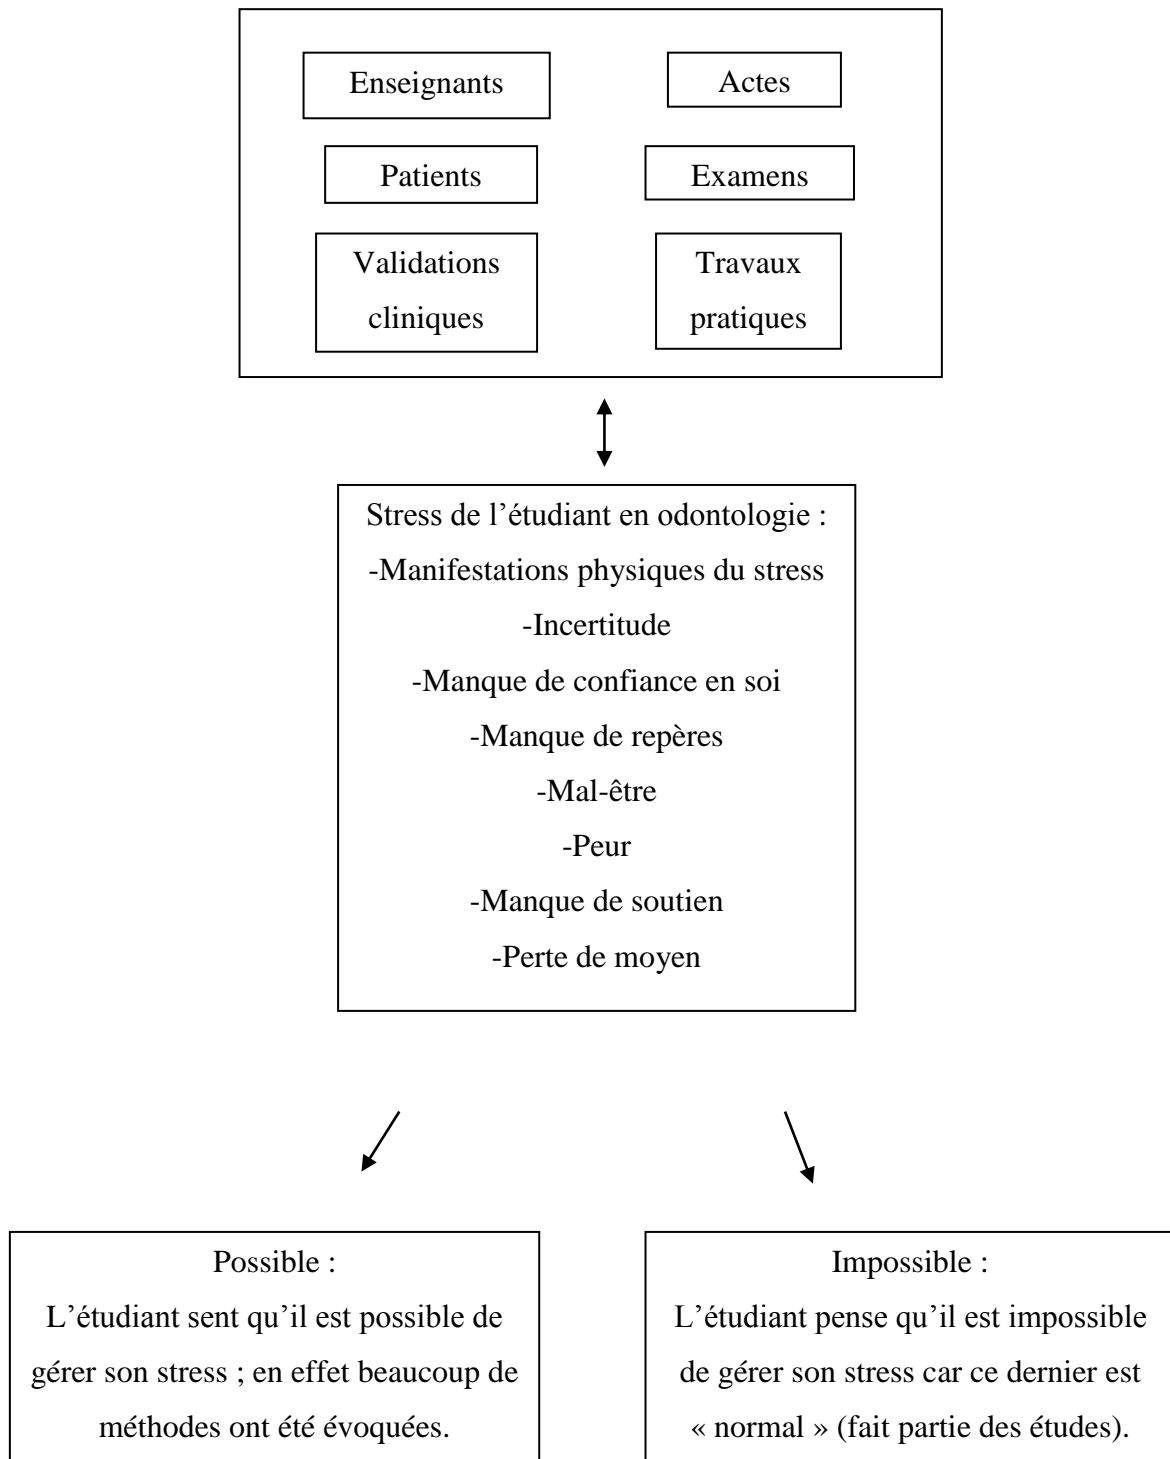 Enseignants
Actes
Patients
Examens
Validations
cliniques
Travaux
pratiques
Stress de l’étudiant en odontologie :
-Manifestations physiques du stress
-Incertitude
-Manque de confiance en soi
-Manque de repères
-Mal-être
-Peur
-Manque de soutien
-Perte de moyen
Possible :
L’étudiant sent qu’il est possible de
gérer son stress ; en effet beaucoup de
méthodes ont été évoquées.
Impossible :
L’étudiant pense qu’il est impossible
de gérer son stress car ce dernier est
« normal » (fait partie des études).